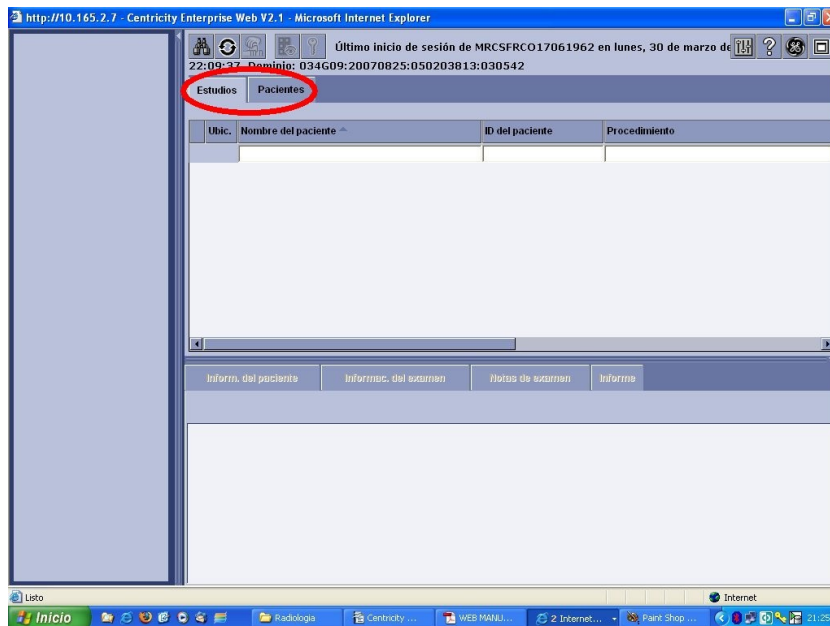 http://10.165.2.7 - Centricity Enterprise Web V2.1 - Microsoft Internet Explorer
Último inicio de sesión de MRCSFRCO17061962 en lunes, 30 de marzo de
22:09:37 Dominio: 034G09:20070825:050203813:030542
Estudios Pacientes
Ubic. Nombre del paciente ID del paciente Procedimiento
Inform. del paciente Informac. del examen Notas de examen Informe
Listo Internet
Inicio Radiologia Centricity ... WEB MANU... 2 Internet... Paint Shop ... 21:25